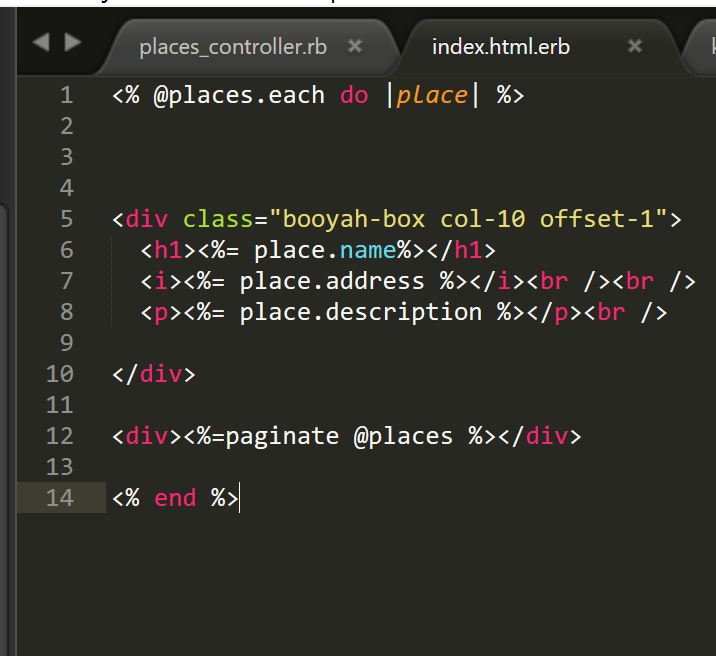 places_controller.rb × index.html.erb ×
1 <% @places.each do |place| %>
2
3
4
5 <div class="booyah-box col-10 offset-1">
6 <h1><%= place.name%></h1>
7 <i><%= place.address %></i><br /><br />
8 <p><%= place.description %></p><br />
9
10 </div>
11
12 <div><%=paginate @places %></div>
13
14 <% end %>